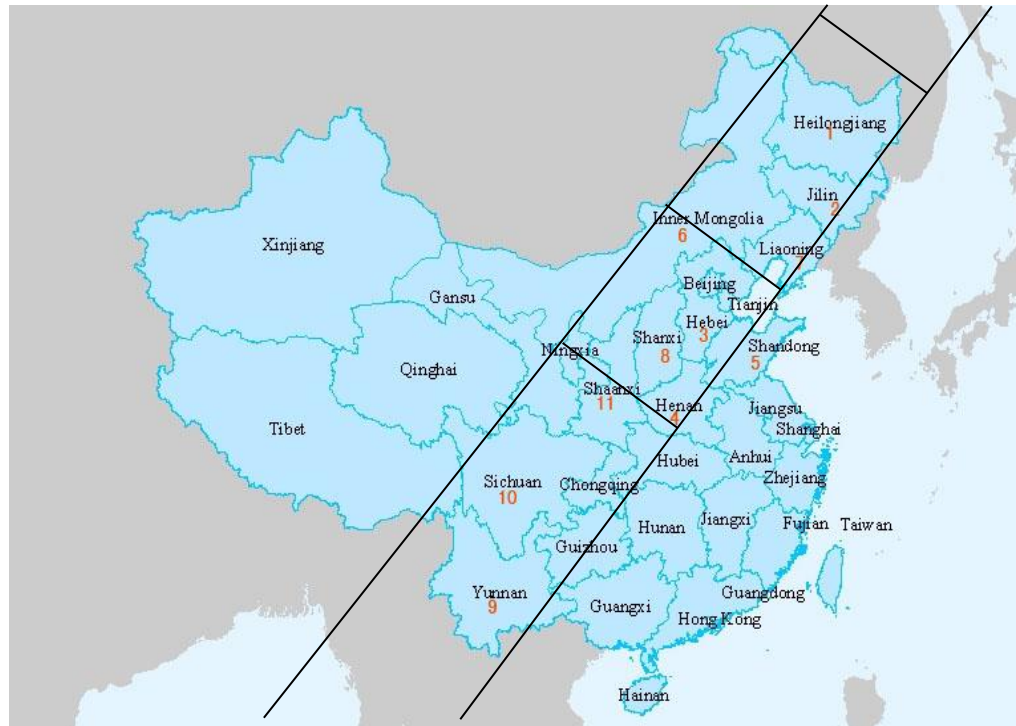 Heilongjiang
1
Jilin
2
Inner Mongolia
6
Liaoning
7
Xinjiang
Beijing
Gansu
Tianjin
Hebei
3
Shanxi
8
Shandong
5
Ningxia
Qinghai
Shaanxi
11
Henan
4
Jiangsu
Shanghai
Tibet
Hubei
Anhui
Zhejiang
Sichuan
10
Chongqing
Hunan
Jiangxi
Fujian
Taiwan
Guizhou
Yunnan
9
Guangxi
Guangdong
Hong Kong
Hainan